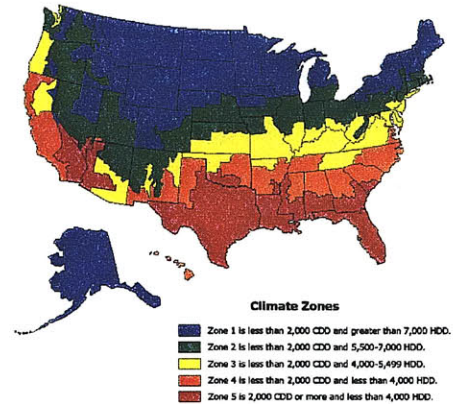 Climate Zones
Zone 1 is less than 2,000 CDD and greater than 7,000 HDD.
Zone 2 is less than 2,000 CDD and 5,500-7,000 HDD.
Zone 3 is less than 2,000 CDD and 4,000-5,499 HDD.
Zone 4 is less than 2,000 CDD and less than 4,000 HDD.
Zone 5 is 2,000 CDD or more and less than 4,000 HDD.